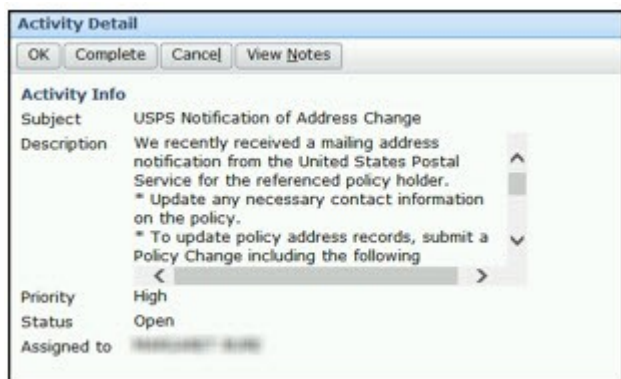 Activity Detail
OK Complete Cancel View Notes
Activity Info
Subject USPS Notification of Address Change
Description We recently received a mailing address
notification from the United States Postal
Service for the referenced policy holder.
* Update any necessary contact information
on the policy.
* To update policy address records, submit a
Policy Change including the following
Priority High
Status Open
Assigned to